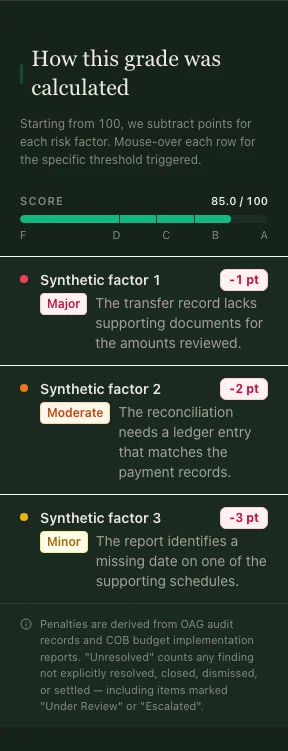 How this grade was
calculated
Starting from 100, we subtract points for
each risk factor. Mouse-over each row for
the specific threshold triggered.
SCORE 85.0 / 100
F D C B A
Synthetic factor 1 -1 pt
Major The transfer record lacks
supporting documents for
the amounts reviewed.
Synthetic factor 2 -2 pt
Moderate The reconciliation
needs a ledger entry
that matches the
payment records.
Synthetic factor 3 -3 pt
Minor The report identifies a
missing date on one of the
supporting schedules.
Penalties are derived from OAG audit
records and COB budget implementation
reports. "Unresolved" counts any finding
not explicitly resolved, closed, dismissed,
or settled — including items marked
"Under Review" or "Escalated".